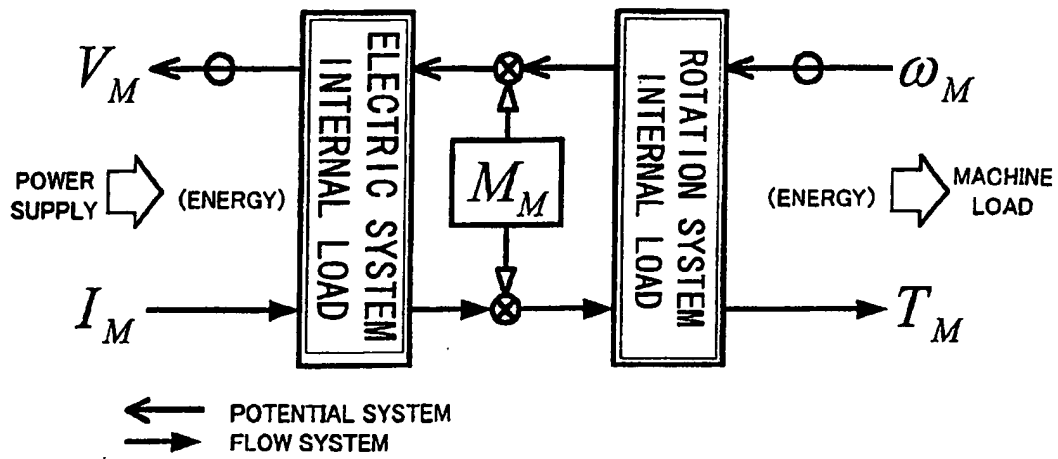 V_M
ELECTRIC SYSTEM
INTERNAL LOAD
ROTATION SYSTEM
INTERNAL LOAD
ω_M
POWER
SUPPLY
(ENERGY)
M_M
(ENERGY)
MACHINE
LOAD
I_M
T_M
POTENTIAL SYSTEM
FLOW SYSTEM